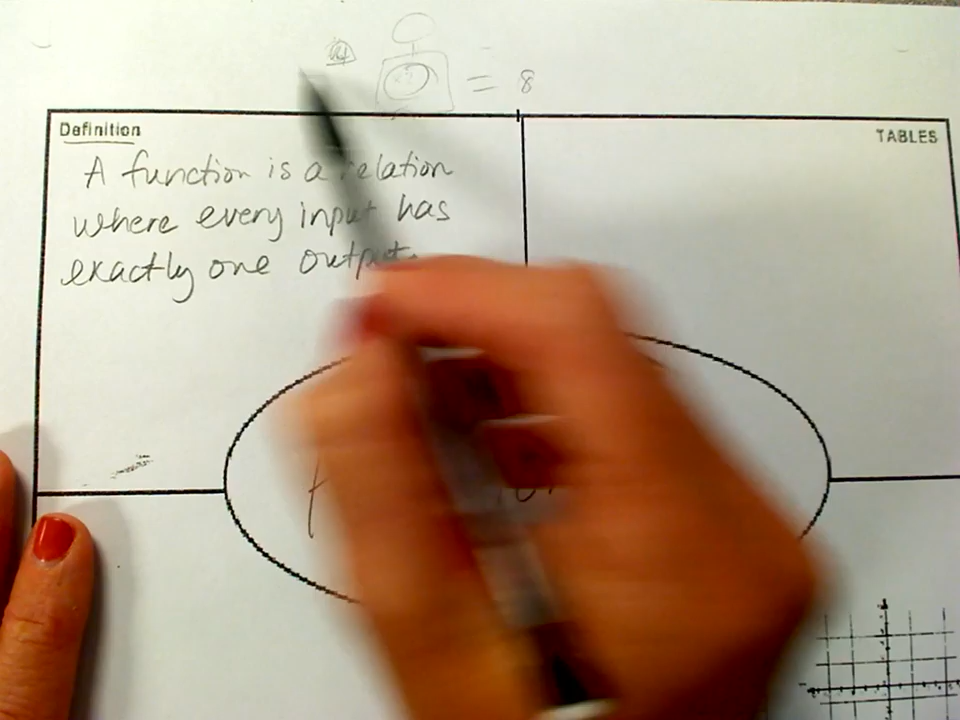 = 8
Definition
TABLES
A function is a relation
where every input has
exactly one output.